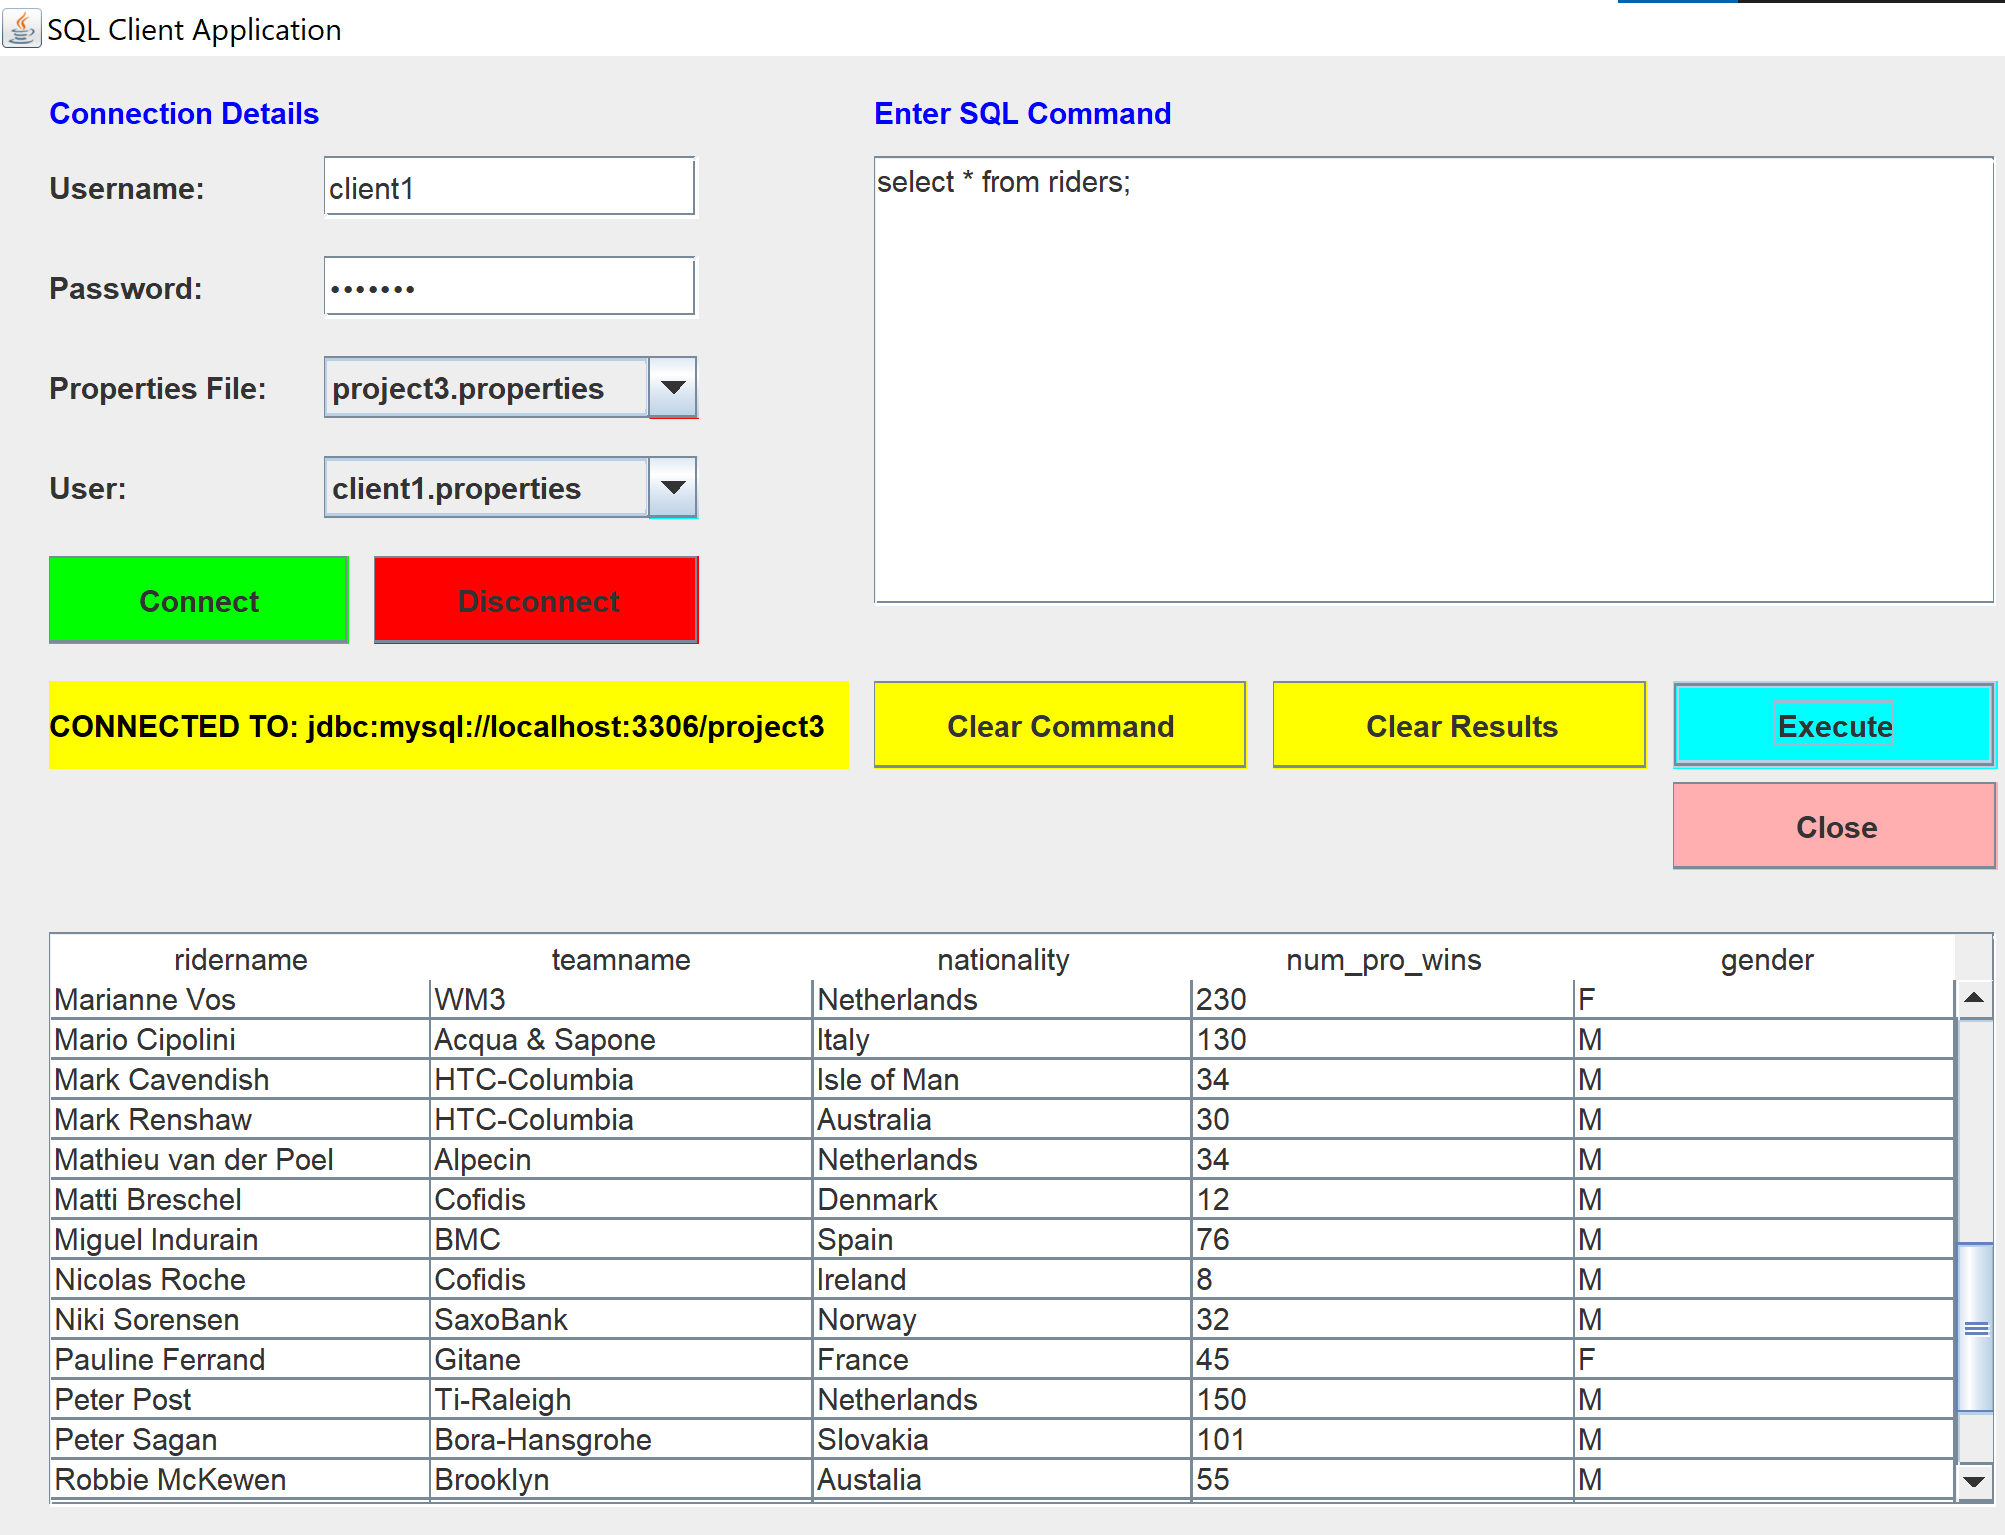 SQL Client Application
Connection Details
Username: client1
Password: •••••••
Properties File: project3.properties
User: client1.properties
Connect Disconnect
Enter SQL Command
select * from riders;
CONNECTED TO: jdbc:mysql://localhost:3306/project3
Clear Command Clear Results Execute
Close
ridername teamname nationality num_pro_wins gender
Marianne Vos WM3 Netherlands 230 F
Mario Cipolini Acqua & Sapone Italy 130 M
Mark Cavendish HTC-Columbia Isle of Man 34 M
Mark Renshaw HTC-Columbia Australia 30 M
Mathieu van der Poel Alpecin Netherlands 34 M
Matti Breschel Cofidis Denmark 12 M
Miguel Indurain BMC Spain 76 M
Nicolas Roche Cofidis Ireland 8 M
Niki Sorensen SaxoBank Norway 32 M
Pauline Ferrand Gitane France 45 F
Peter Post Ti-Raleigh Netherlands 150 M
Peter Sagan Bora-Hansgrohe Slovakia 101 M
Robbie McKewen Brooklyn Austalia 55 M